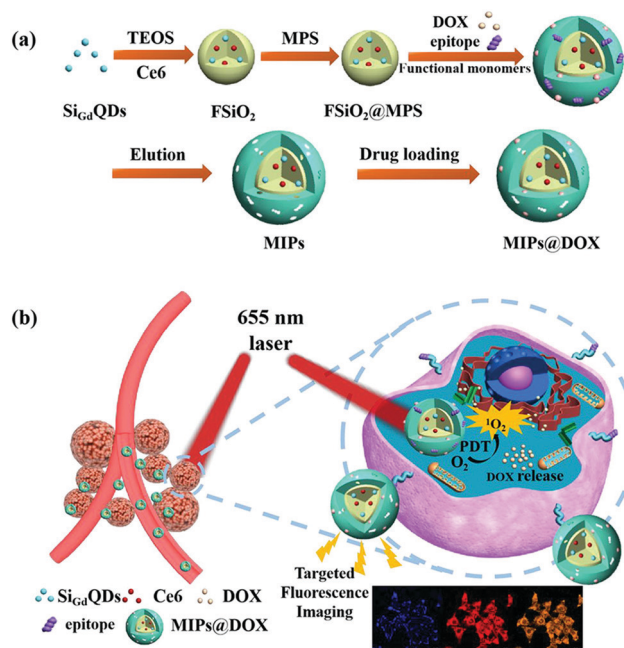 (a)
TEOS
Ce6
MPS
DOX
epitope
Functional monomers
SiGdQDs
FSiO2
FSiO2@MPS
Elution
Drug loading
MIPs
MIPs@DOX
(b)
655 nm
laser
¹O₂
PDT
O₂
DOX release
Targeted
Fluorescence
Imaging
SiGdQDs Ce6 DOX
epitope MIPs@DOX